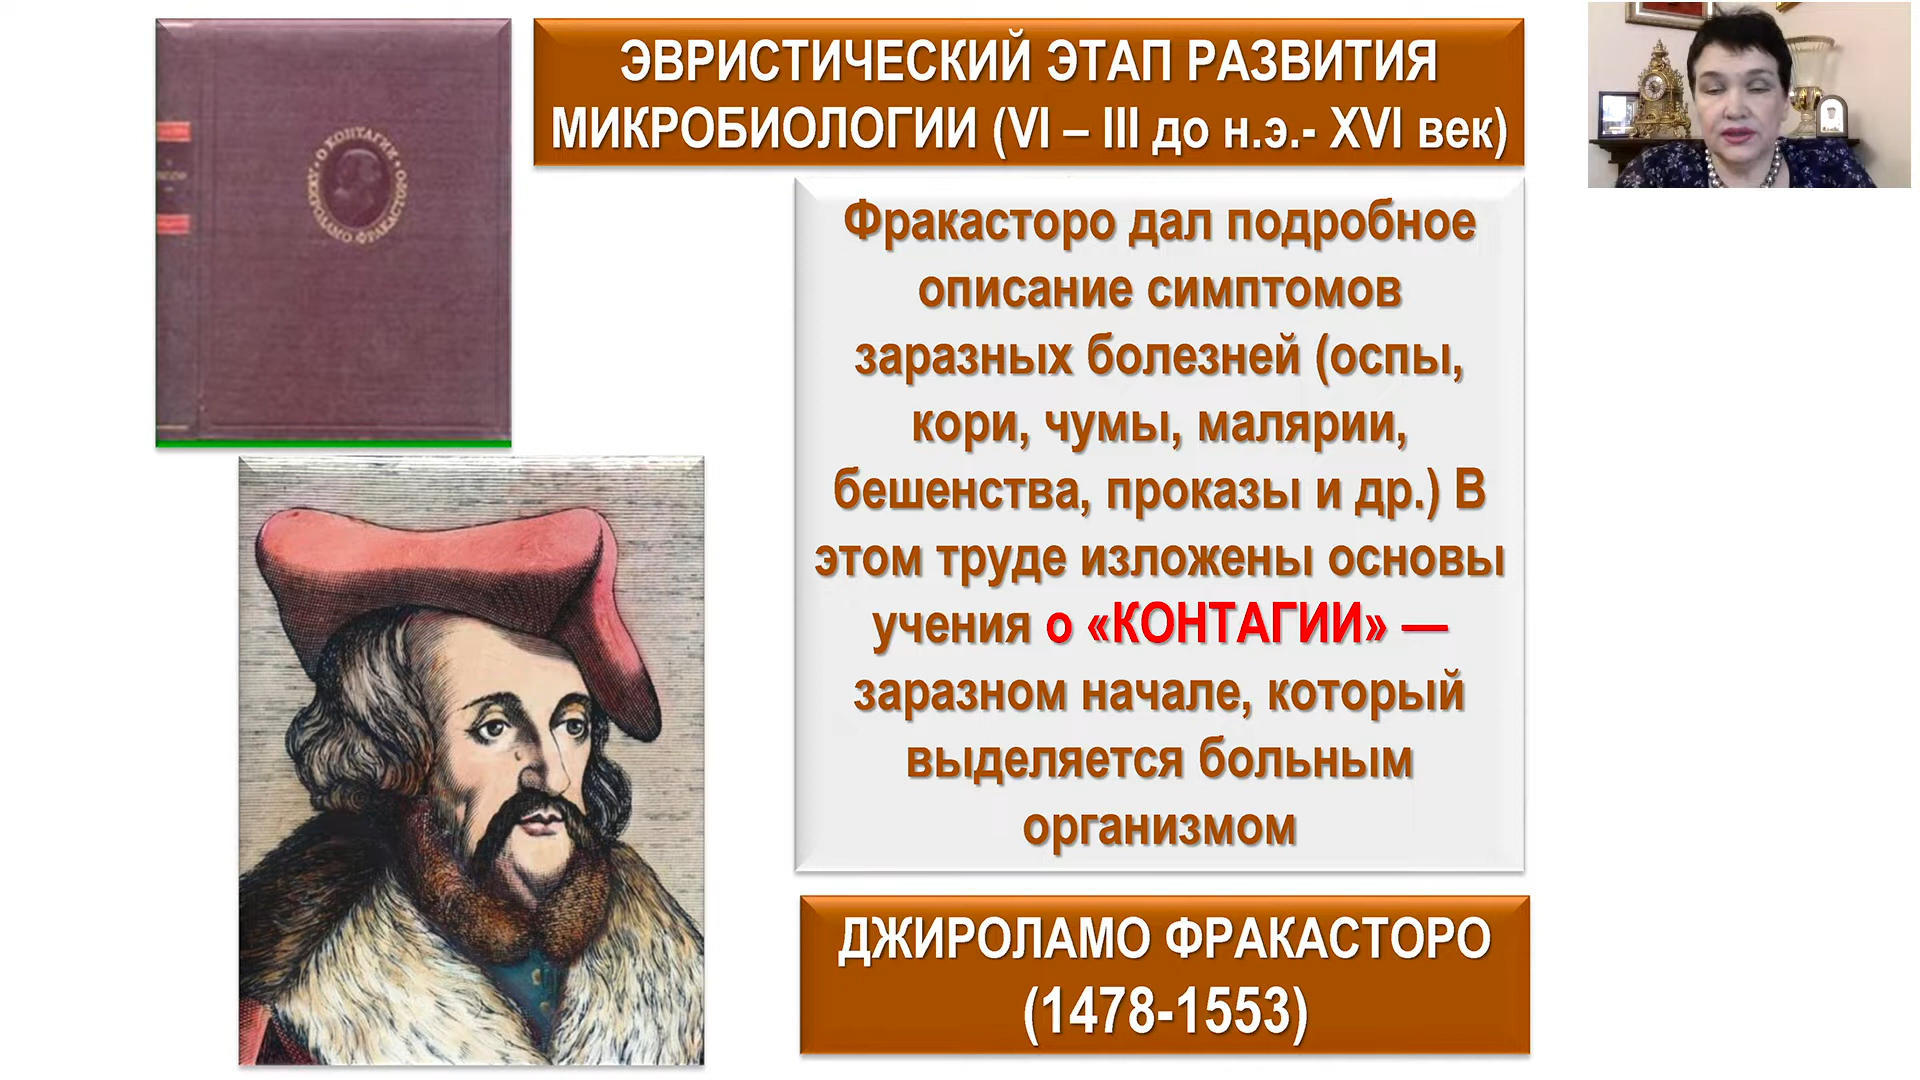 О КОНТАГИИ
ДЖИРОЛАМО ФРАКАСТОРО
ЭВРИСТИЧЕСКИЙ ЭТАП РАЗВИТИЯ
МИКРОБИОЛОГИИ (VI – III до н.э.- XVI век)
Фракасторо дал подробное
описание симптомов
заразных болезней (оспы,
кори, чумы, малярии,
бешенства, проказы и др.) В
этом труде изложены основы
учения о «КОНТАГИИ» —
заразном начале, который
выделяется больным
организмом
ДЖИРОЛАМО ФРАКАСТОРО
(1478-1553)